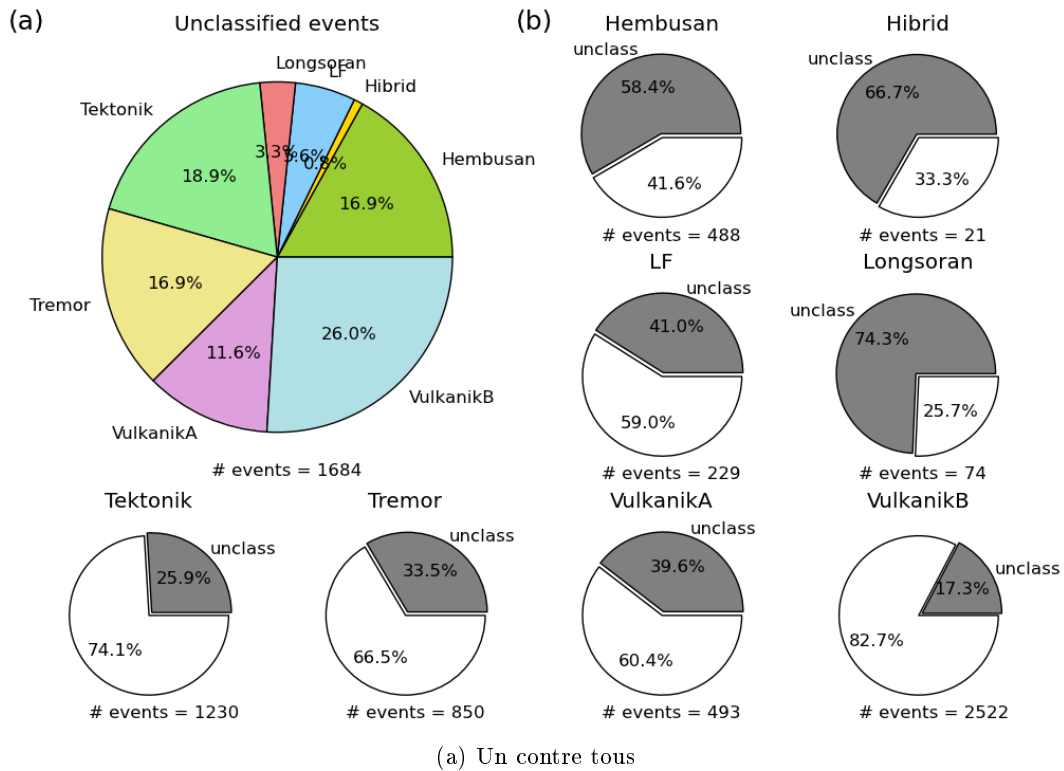 (a)
Unclassified events
Longsoran
LF
Hibrid
Tektonik
Hembusan
3.3%
5.6%
0.8%
18.9%
16.9%
16.9%
Tremor
26.0%
11.6%
VulkanikB
VulkanikA
# events = 1684
(b)
Hembusan
unclass
58.4%
41.6%
# events = 488
Hibrid
unclass
66.7%
33.3%
# events = 21
LF
unclass
41.0%
59.0%
# events = 229
Longsoran
unclass
74.3%
25.7%
# events = 74
Tektonik
unclass
25.9%
74.1%
# events = 1230
Tremor
unclass
33.5%
66.5%
# events = 850
VulkanikA
unclass
39.6%
60.4%
# events = 493
VulkanikB
unclass
17.3%
82.7%
# events = 2522
(a) Un contre tous